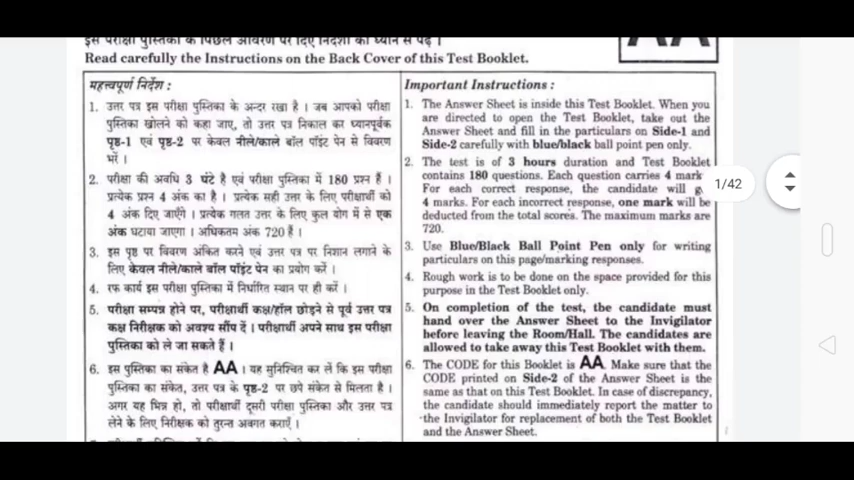 इस परीक्षा पुस्तिका के पिछले आवरण पर दिए निर्देशों को ध्यान से पढ़ें।
AA
Read carefully the Instructions on the Back Cover of this Test Booklet.
महत्त्वपूर्ण निर्देश :
1. उत्तर पत्र इस परीक्षा पुस्तिका के अन्दर रखा है। जब आपको परीक्षा
पुस्तिका खोलने को कहा जाए, तो उत्तर पत्र निकाल कर ध्यानपूर्वक
पृष्ठ-1 एवं पृष्ठ-2 पर केवल नीले/काले बॉल पॉइंट पेन से विवरण
भरें।
2. परीक्षा की अवधि 3 घंटे है एवं परीक्षा पुस्तिका में 180 प्रश्न हैं।
प्रत्येक प्रश्न 4 अंक का है। प्रत्येक सही उत्तर के लिए परीक्षार्थी को
4 अंक दिए जाएँगे। प्रत्येक गलत उत्तर के लिए कुल योग में से एक
अंक घटाया जाएगा। अधिकतम अंक 720 हैं।
3. इस पृष्ठ पर विवरण अंकित करने एवं उत्तर पत्र पर निशान लगाने के
लिए केवल नीले/काले बॉल पॉइंट पेन का प्रयोग करें।
4. रफ कार्य इस परीक्षा पुस्तिका में निर्धारित स्थान पर ही करें।
5. परीक्षा सम्पन्न होने पर, परीक्षार्थी कक्ष/हॉल छोड़ने से पूर्व उत्तर पत्र
कक्ष निरीक्षक को अवश्य सौंप दें। परीक्षार्थी अपने साथ इस परीक्षा
पुस्तिका को ले जा सकते हैं।
6. इस पुस्तिका का संकेत है AA। यह सुनिश्चित कर लें कि इस परीक्षा
पुस्तिका का संकेत, उत्तर पत्र के पृष्ठ-2 पर छपे संकेत से मिलता है।
अगर यह भिन्न हो, तो परीक्षार्थी दूसरी परीक्षा पुस्तिका और उत्तर पत्र
लेने के लिए निरीक्षक को तुरन्त अवगत कराएँ।
Important Instructions :
1. The Answer Sheet is inside this Test Booklet. When you
are directed to open the Test Booklet, take out the
Answer Sheet and fill in the particulars on Side-1 and
Side-2 carefully with blue/black ball point pen only.
2. The test is of 3 hours duration and Test Booklet
contains 180 questions. Each question carries 4 mark
For each correct response, the candidate will g
4 marks. For each incorrect response, one mark will be
deducted from the total scores. The maximum marks are
720.
3. Use Blue/Black Ball Point Pen only for writing
particulars on this page/marking responses.
4. Rough work is to be done on the space provided for this
purpose in the Test Booklet only.
5. On completion of the test, the candidate must
hand over the Answer Sheet to the Invigilator
before leaving the Room/Hall. The candidates are
allowed to take away this Test Booklet with them.
6. The CODE for this Booklet is AA. Make sure that the
CODE printed on Side-2 of the Answer Sheet is the
same as that on this Test Booklet. In case of discrepancy,
the candidate should immediately report the matter to
the Invigilator for replacement of both the Test Booklet
and the Answer Sheet.
1/42